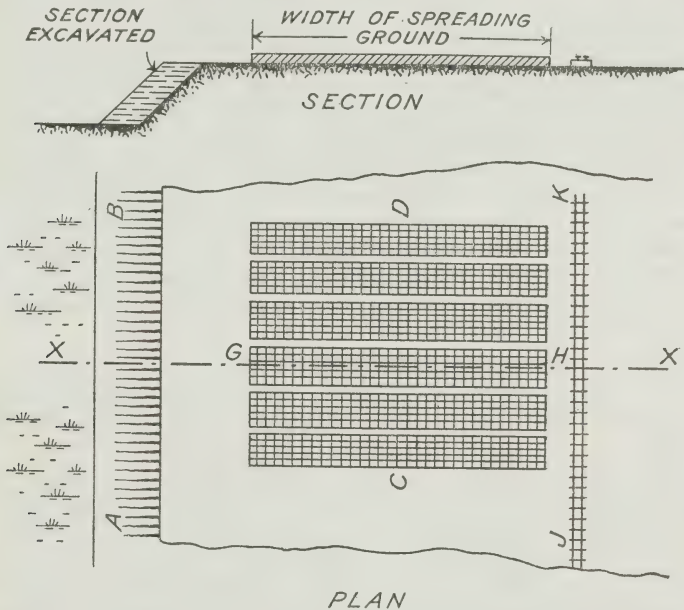 SECTION
EXCAVATED
WIDTH OF SPREADING
GROUND
SECTION
B
D
K
X
G
H
X
A
C
J
PLAN